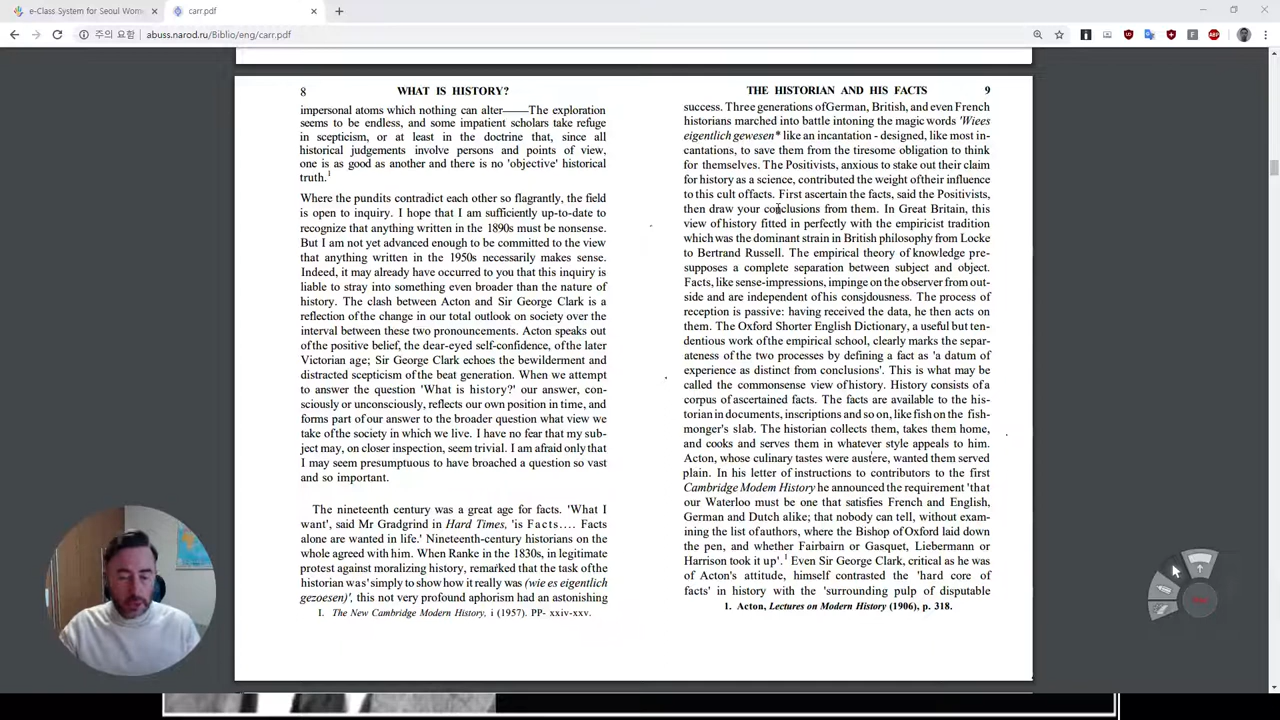 e-Class System for Seoul Wom
carr.pdf
주의 요함
abuss.narod.ru/Biblio/eng/carr.pdf
8
WHAT IS HISTORY?
impersonal atoms which nothing can alter——The exploration
seems to be endless, and some impatient scholars take refuge
in scepticism, or at least in the doctrine that, since all
historical judgements involve persons and points of view,
one is as good as another and there is no 'objective' historical
truth.1
Where the pundits contradict each other so flagrantly, the field
is open to inquiry. I hope that I am sufficiently up-to-date to
recognize that anything written in the 1890s must be nonsense.
But I am not yet advanced enough to be committed to the view
that anything written in the 1950s necessarily makes sense.
Indeed, it may already have occurred to you that this inquiry is
liable to stray into something even broader than the nature of
history. The clash between Acton and Sir George Clark is a
reflection of the change in our total outlook on society over the
interval between these two pronouncements. Acton speaks out
of the positive belief, the dear-eyed self-confidence, of the later
Victorian age; Sir George Clark echoes the bewilderment and
distracted scepticism of the beat generation. When we attempt
to answer the question 'What is history?' our answer, con-
sciously or unconsciously, reflects our own position in time, and
forms part of our answer to the broader question what view we
take of the society in which we live. I have no fear that my sub-
ject may, on closer inspection, seem trivial. I am afraid only that
I may seem presumptuous to have broached a question so vast
and so important.
The nineteenth century was a great age for facts. 'What I
want', said Mr Gradgrind in Hard Times, 'is Facts.... Facts
alone are wanted in life.' Nineteenth-century historians on the
whole agreed with him. When Ranke in the 1830s, in legitimate
protest against moralizing history, remarked that the task of the
historian was 'simply to show how it really was (wie es eigentlich
gezoesen)', this not very profound aphorism had an astonishing
I. The New Cambridge Modern History, i (1957). PP- xxiv-xxv.
THE HISTORIAN AND HIS FACTS
9
success. Three generations ofGerman, British, and even French
historians marched into battle intoning the magic words 'Wiees
eigentlich gewesen* like an incantation - designed, like most in-
cantations, to save them from the tiresome obligation to think
for themselves. The Positivists, anxious to stake out their claim
for history as a science, contributed the weight of their influence
to this cult offacts. First ascertain the facts, said the Positivists,
then draw your conclusions from them. In Great Britain, this
view of history fitted in perfectly with the empiricist tradition
which was the dominant strain in British philosophy from Locke
to Bertrand Russell. The empirical theory of knowledge pre-
supposes a complete separation between subject and object.
Facts, like sense-impressions, impinge on the observer from out-
side and are independent of his consjdousness. The process of
reception is passive: having received the data, he then acts on
them. The Oxford Shorter English Dictionary, a useful but ten-
dentious work of the empirical school, clearly marks the separ-
ateness of the two processes by defining a fact as 'a datum of
experience as distinct from conclusions'. This is what may be
called the commonsense view of history. History consists of a
corpus of ascertained facts. The facts are available to the his-
torian in documents, inscriptions and so on, like fish on the fish-
monger's slab. The historian collects them, takes them home,
and cooks and serves them in whatever style appeals to him.
Acton, whose culinary tastes were austere, wanted them served
plain. In his letter of instructions to contributors to the first
Cambridge Modem History he announced the requirement 'that
our Waterloo must be one that satisfies French and English,
German and Dutch alike; that nobody can tell, without exam-
ining the list of authors, where the Bishop of Oxford laid down
the pen, and whether Fairbairn or Gasquet, Liebermann or
Harrison took it up'.1 Even Sir George Clark, critical as he was
of Acton's attitude, himself contrasted the 'hard core of
facts' in history with the 'surrounding pulp of disputable
1. Acton, Lectures on Modern History (1906), p. 318.